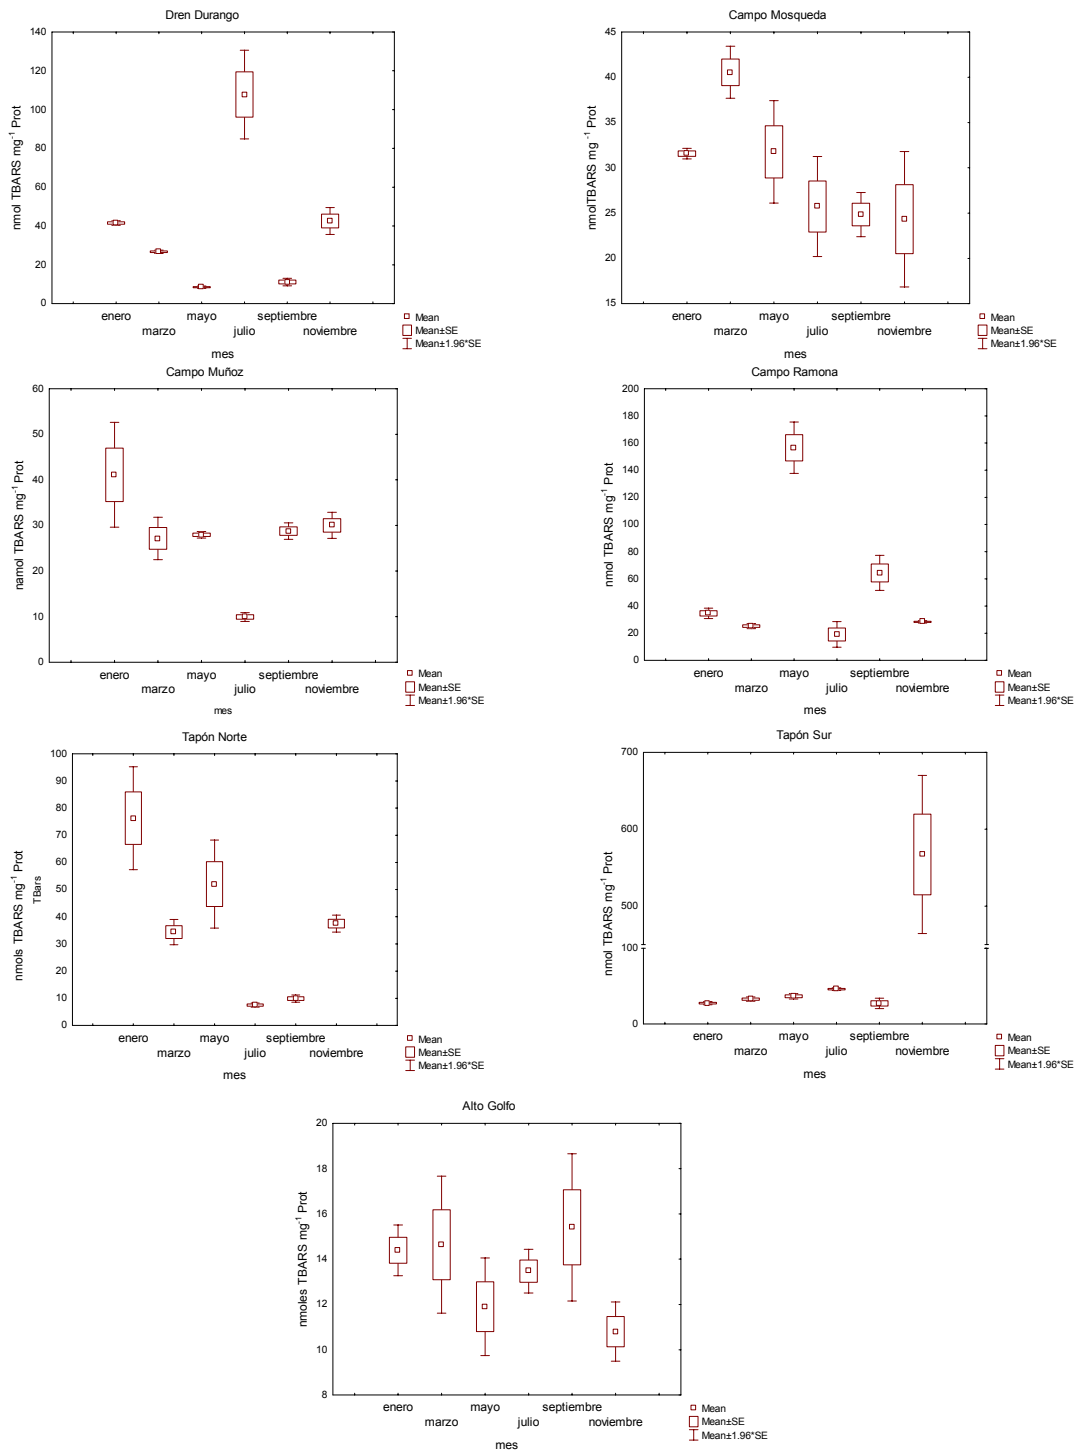 Dren Durango
nmol TBARS mg⁻¹ Prot
140
120
100
80
60
40
20
0
enero mayo septiembre
marzo julio noviembre
mes
Mean
Mean±SE
Mean±1.96*SE
Campo Mosqueda
nmolTBARS mg⁻¹ Prot
45
40
35
30
25
20
15
enero mayo septiembre
marzo julio noviembre
mes
Mean
Mean±SE
Mean±1.96*SE
Campo Muñoz
namol TBARS mg⁻¹ Prot
60
50
40
30
20
10
0
enero mayo septiembre
marzo julio noviembre
mes
Mean
Mean±SE
Mean±1.96*SE
Campo Ramona
nmol TBARS mg⁻¹ Prot
200
180
160
140
120
100
80
60
40
20
0
enero mayo septiembre
marzo julio noviembre
mes
Mean
Mean±SE
Mean±1.96*SE
Tapón Norte
nmols TBARS mg⁻¹ Prot
TBars
100
90
80
70
60
50
40
30
20
10
0
enero mayo septiembre
marzo julio noviembre
mes
Mean
Mean±SE
Mean±1.96*SE
Tapón Sur
nmol TBARS mg⁻¹ Prot
700
600
500
100
0
enero mayo septiembre
marzo julio noviembre
mes
Mean
Mean±SE
Mean±1.96*SE
Alto Golfo
nmoles TBARS mg⁻¹ Prot
20
18
16
14
12
10
8
enero mayo septiembre
marzo julio noviembre
mes
Mean
Mean±SE
Mean±1.96*SE